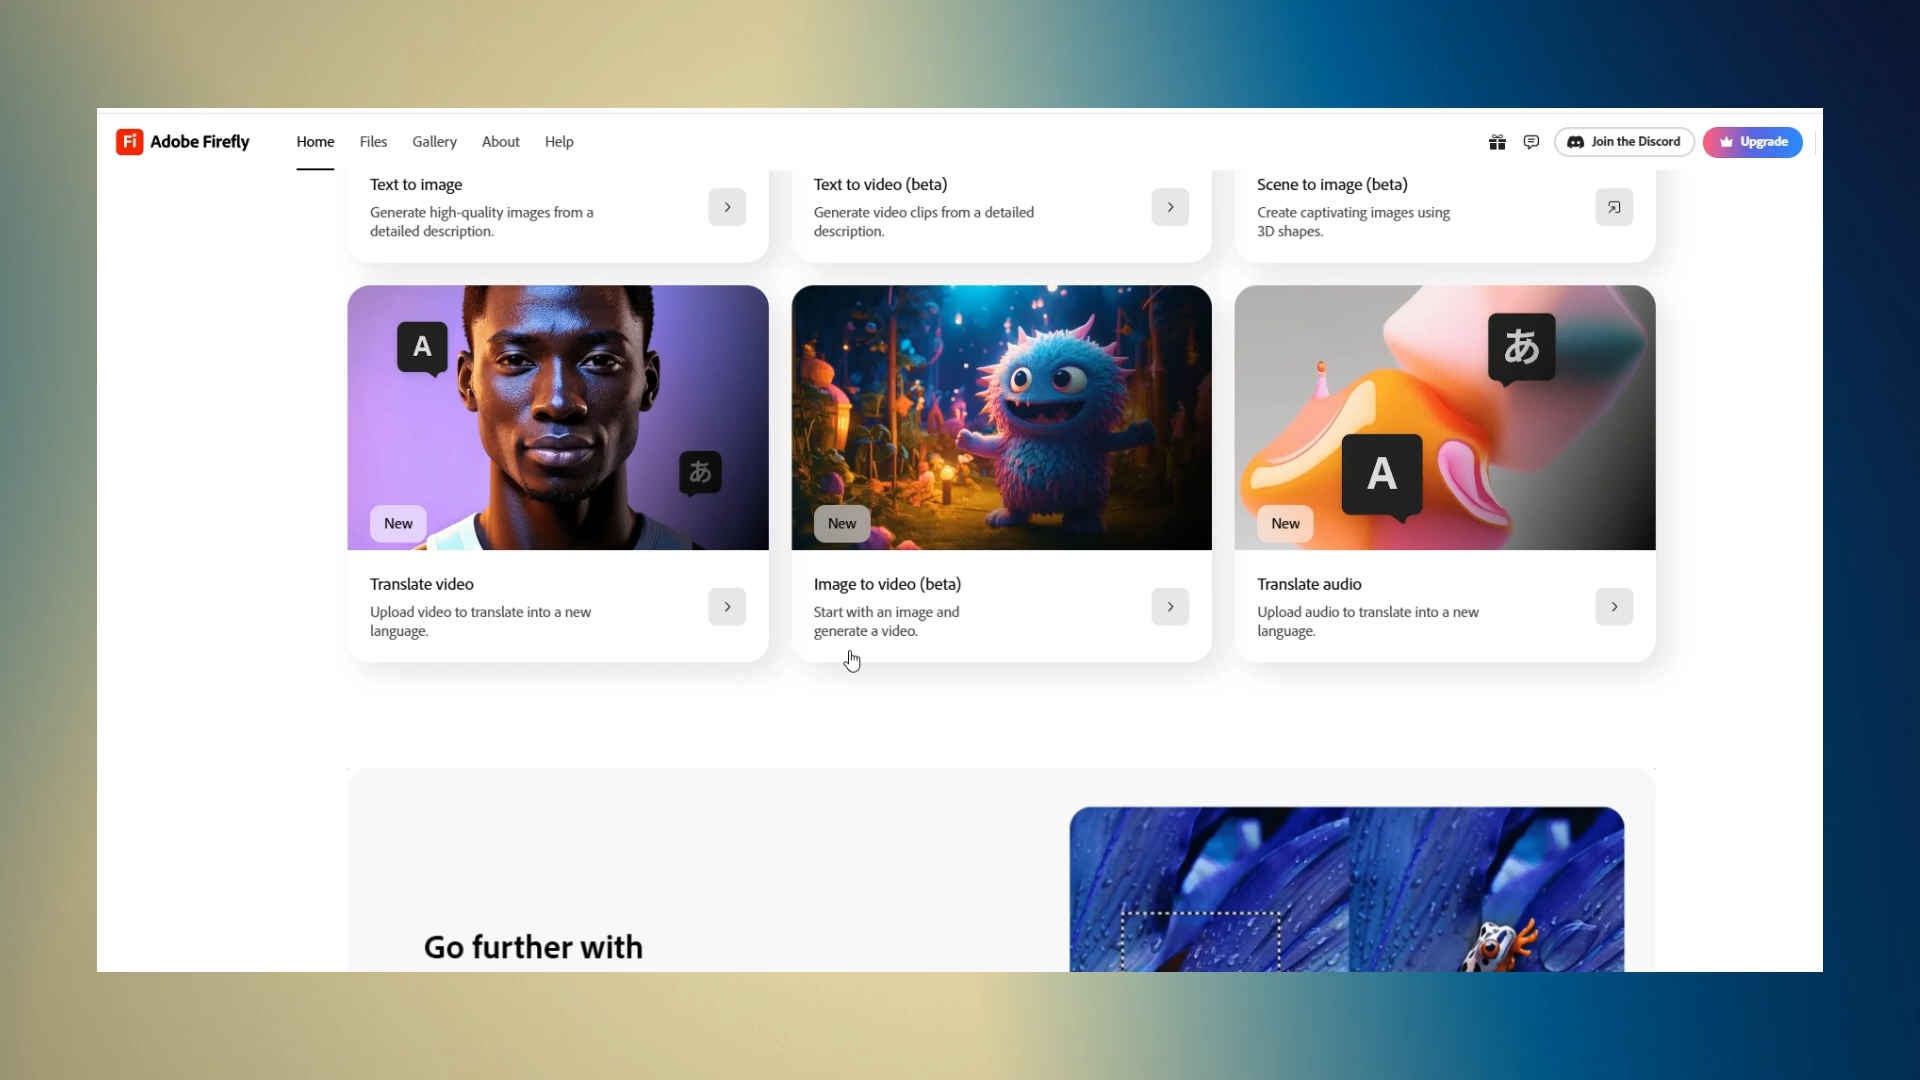 Fi Adobe Firefly Home Files Gallery About Help Join the Discord Upgrade
Text to image
Generate high-quality images from a
detailed description.
Text to video (beta)
Generate video clips from a detailed
description.
Scene to image (beta)
Create captivating images using
3D shapes.
A
あ
New
Translate video
Upload video to translate into a new
language.
New
Image to video (beta)
Start with an image and
generate a video.
あ
A
New
Translate audio
Upload audio to translate into a new
language.
Go further with